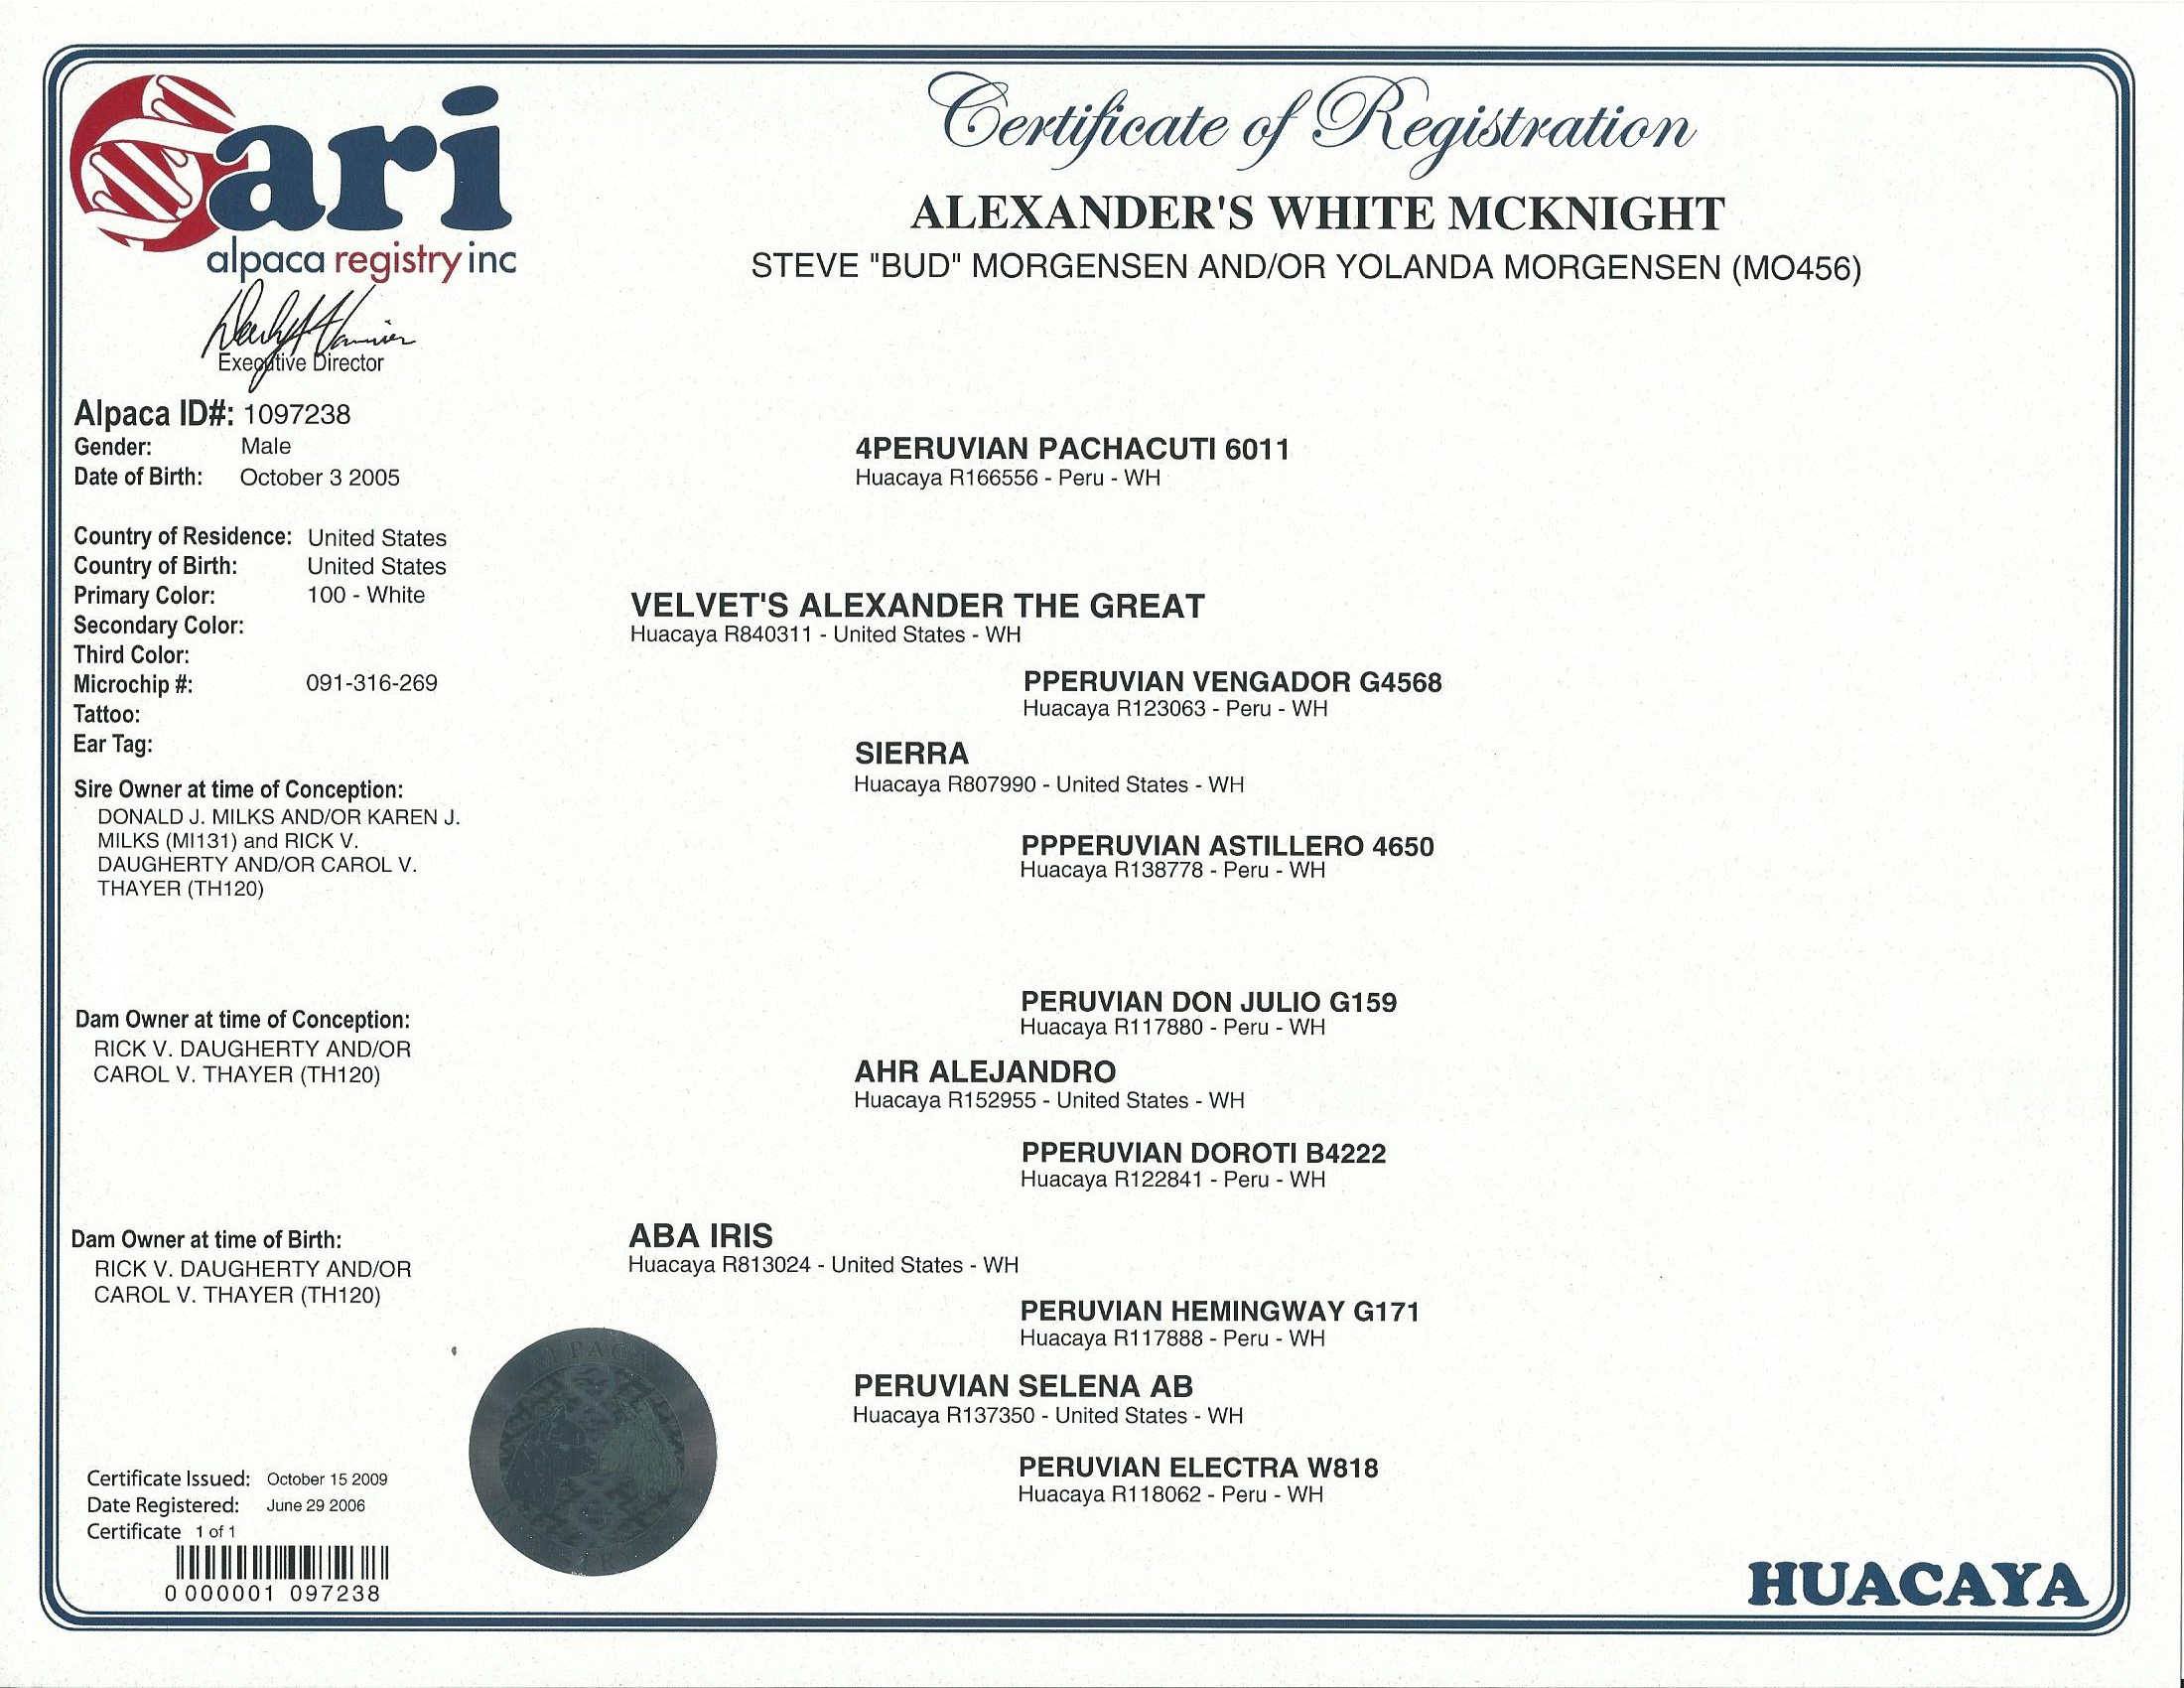 ari
alpaca registry inc
Executive Director
Certificate of Registration
ALEXANDER'S WHITE MCKNIGHT
STEVE "BUD" MORGENSEN AND/OR YOLANDA MORGENSEN (MO456)
Alpaca ID#: 1097238
Gender: Male
Date of Birth: October 3 2005
Country of Residence: United States
Country of Birth: United States
Primary Color: 100 - White
Secondary Color:
Third Color:
Microchip #: 091-316-269
Tattoo:
Ear Tag:
Sire Owner at time of Conception:
DONALD J. MILKS AND/OR KAREN J.
MILKS (MI131) and RICK V.
DAUGHERTY AND/OR CAROL V.
THAYER (TH120)
Dam Owner at time of Conception:
RICK V. DAUGHERTY AND/OR
CAROL V. THAYER (TH120)
Dam Owner at time of Birth:
RICK V. DAUGHERTY AND/OR
CAROL V. THAYER (TH120)
Certificate Issued: October 15 2009
Date Registered: June 29 2006
Certificate 1 of 1
0 000001 097238
4PERUVIAN PACHACUTI 6011
Huacaya R166556 - Peru - WH
VELVET'S ALEXANDER THE GREAT
Huacaya R840311 - United States - WH
PPERUVIAN VENGADOR G4568
Huacaya R123063 - Peru - WH
SIERRA
Huacaya R807990 - United States - WH
PPPERUVIAN ASTILLERO 4650
Huacaya R138778 - Peru - WH
PERUVIAN DON JULIO G159
Huacaya R117880 - Peru - WH
AHR ALEJANDRO
Huacaya R152955 - United States - WH
PPERUVIAN DOROTI B4222
Huacaya R122841 - Peru - WH
ABA IRIS
Huacaya R813024 - United States - WH
PERUVIAN HEMINGWAY G171
Huacaya R117888 - Peru - WH
PERUVIAN SELENA AB
Huacaya R137350 - United States - WH
PERUVIAN ELECTRA W818
Huacaya R118062 - Peru - WH
ALPACA
HUACAYA